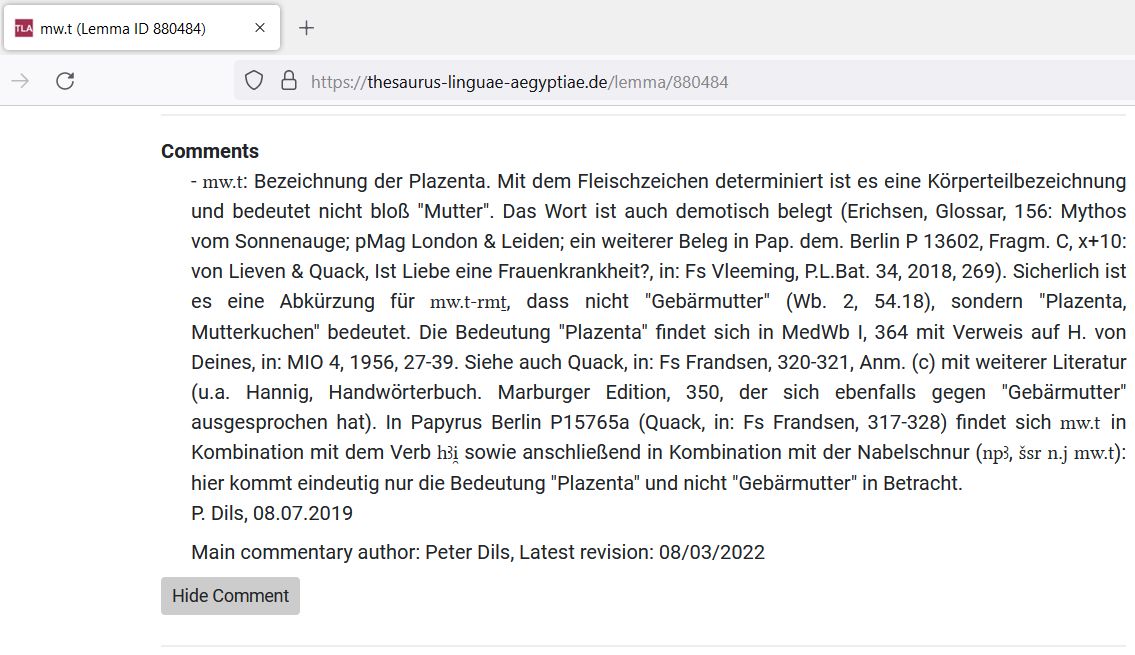 TLA mw.t (Lemma ID 880484)
https://thesaurus-linguae-aegyptiae.de/lemma/880484
Comments
- mw.t: Bezeichnung der Plazenta. Mit dem Fleischzeichen determiniert ist es eine Körperteilbezeichnung
und bedeutet nicht bloß "Mutter". Das Wort ist auch demotisch belegt (Erichsen, Glossar, 156: Mythos
vom Sonnenauge; pMag London & Leiden; ein weiterer Beleg in Pap. dem. Berlin P 13602, Fragm. C, x+10:
von Lieven & Quack, Ist Liebe eine Frauenkrankheit?, in: Fs Vleeming, P.L.Bat. 34, 2018, 269). Sicherlich ist
es eine Abkürzung für mw.t-rmṯ, dass nicht "Gebärmutter" (Wb. 2, 54.18), sondern "Plazenta,
Mutterkuchen" bedeutet. Die Bedeutung "Plazenta" findet sich in MedWb I, 364 mit Verweis auf H. von
Deines, in: MIO 4, 1956, 27-39. Siehe auch Quack, in: Fs Frandsen, 320-321, Anm. (c) mit weiterer Literatur
(u.a. Hannig, Handwörterbuch. Marburger Edition, 350, der sich ebenfalls gegen "Gebärmutter"
ausgesprochen hat). In Papyrus Berlin P15765a (Quack, in: Fs Frandsen, 317-328) findet sich mw.t in
Kombination mit dem Verb hꜣi̯ sowie anschließend in Kombination mit der Nabelschnur (npꜣ, šsr n.j mw.t):
hier kommt eindeutig nur die Bedeutung "Plazenta" und nicht "Gebärmutter" in Betracht.
P. Dils, 08.07.2019
Main commentary author: Peter Dils, Latest revision: 08/03/2022
Hide Comment